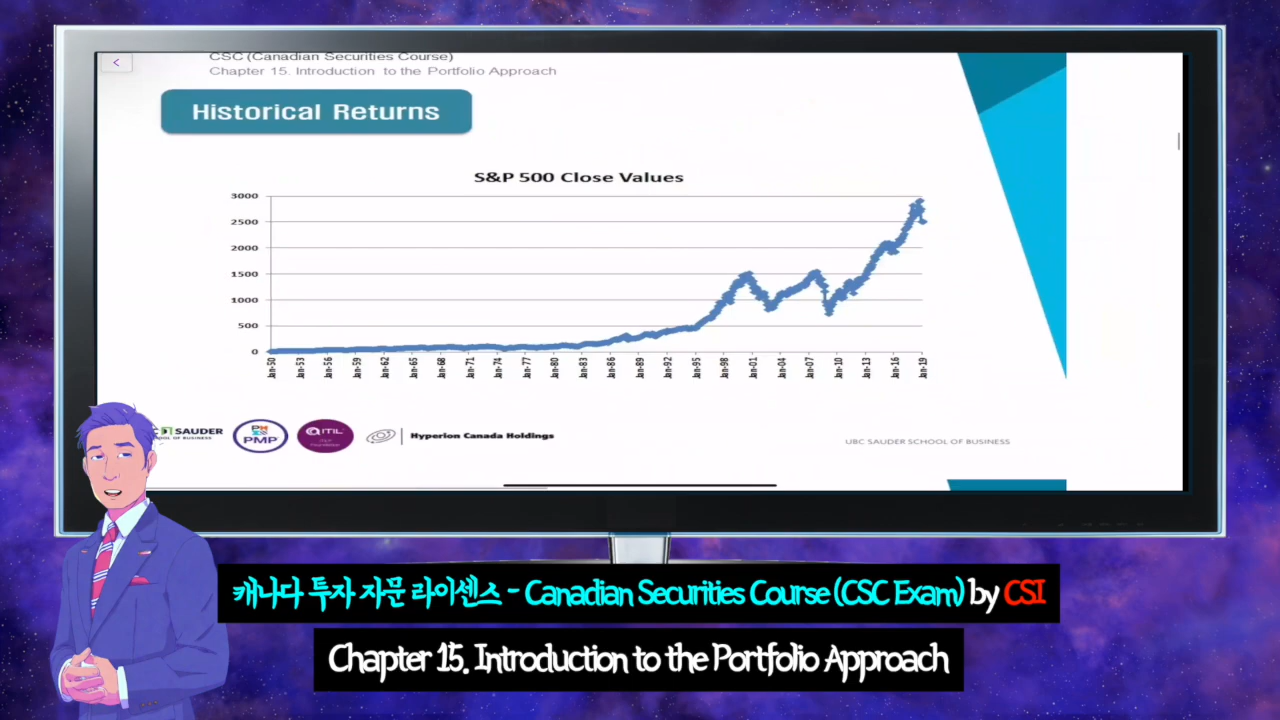 CSC (Canadian Securities Course)
Chapter 15. Introduction to the Portfolio Approach
Historical Returns
S&P 500 Close Values
3000
2500
2000
1500
1000
500
0
Jan-50 Jan-53 Jan-56 Jan-59 Jan-62 Jan-65 Jan-68 Jan-71 Jan-74 Jan-77 Jan-80 Jan-83 Jan-86 Jan-89 Jan-92 Jan-95 Jan-98 Jan-01 Jan-04 Jan-07 Jan-10 Jan-13 Jan-16 Jan-19
SAUDER
OF BUSINESS
PMP
ITIL
Hyperion Canada Holdings
UBC SAUDER SCHOOL OF BUSINESS
캐나다 투자 자문 라이센스 - Canadian Securities Course (CSC Exam) by CSI
Chapter 15. Introduction to the Portfolio Approach